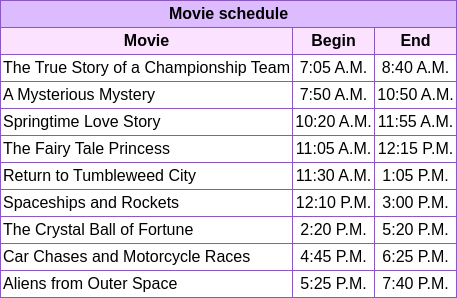 Movie schedule
Movie Begin End
The True Story of a Championship Team 7:05 A.M. 8:40 A.M.
A Mysterious Mystery 7:50 A.M. 10:50 A.M.
Springtime Love Story 10:20 A.M. 11:55 A.M.
The Fairy Tale Princess 11:05 A.M. 12:15 P.M.
Return to Tumbleweed City 11:30 A.M. 1:05 P.M.
Spaceships and Rockets 12:10 P.M. 3:00 P.M.
The Crystal Ball of Fortune 2:20 P.M. 5:20 P.M.
Car Chases and Motorcycle Races 4:45 P.M. 6:25 P.M.
Aliens from Outer Space 5:25 P.M. 7:40 P.M.